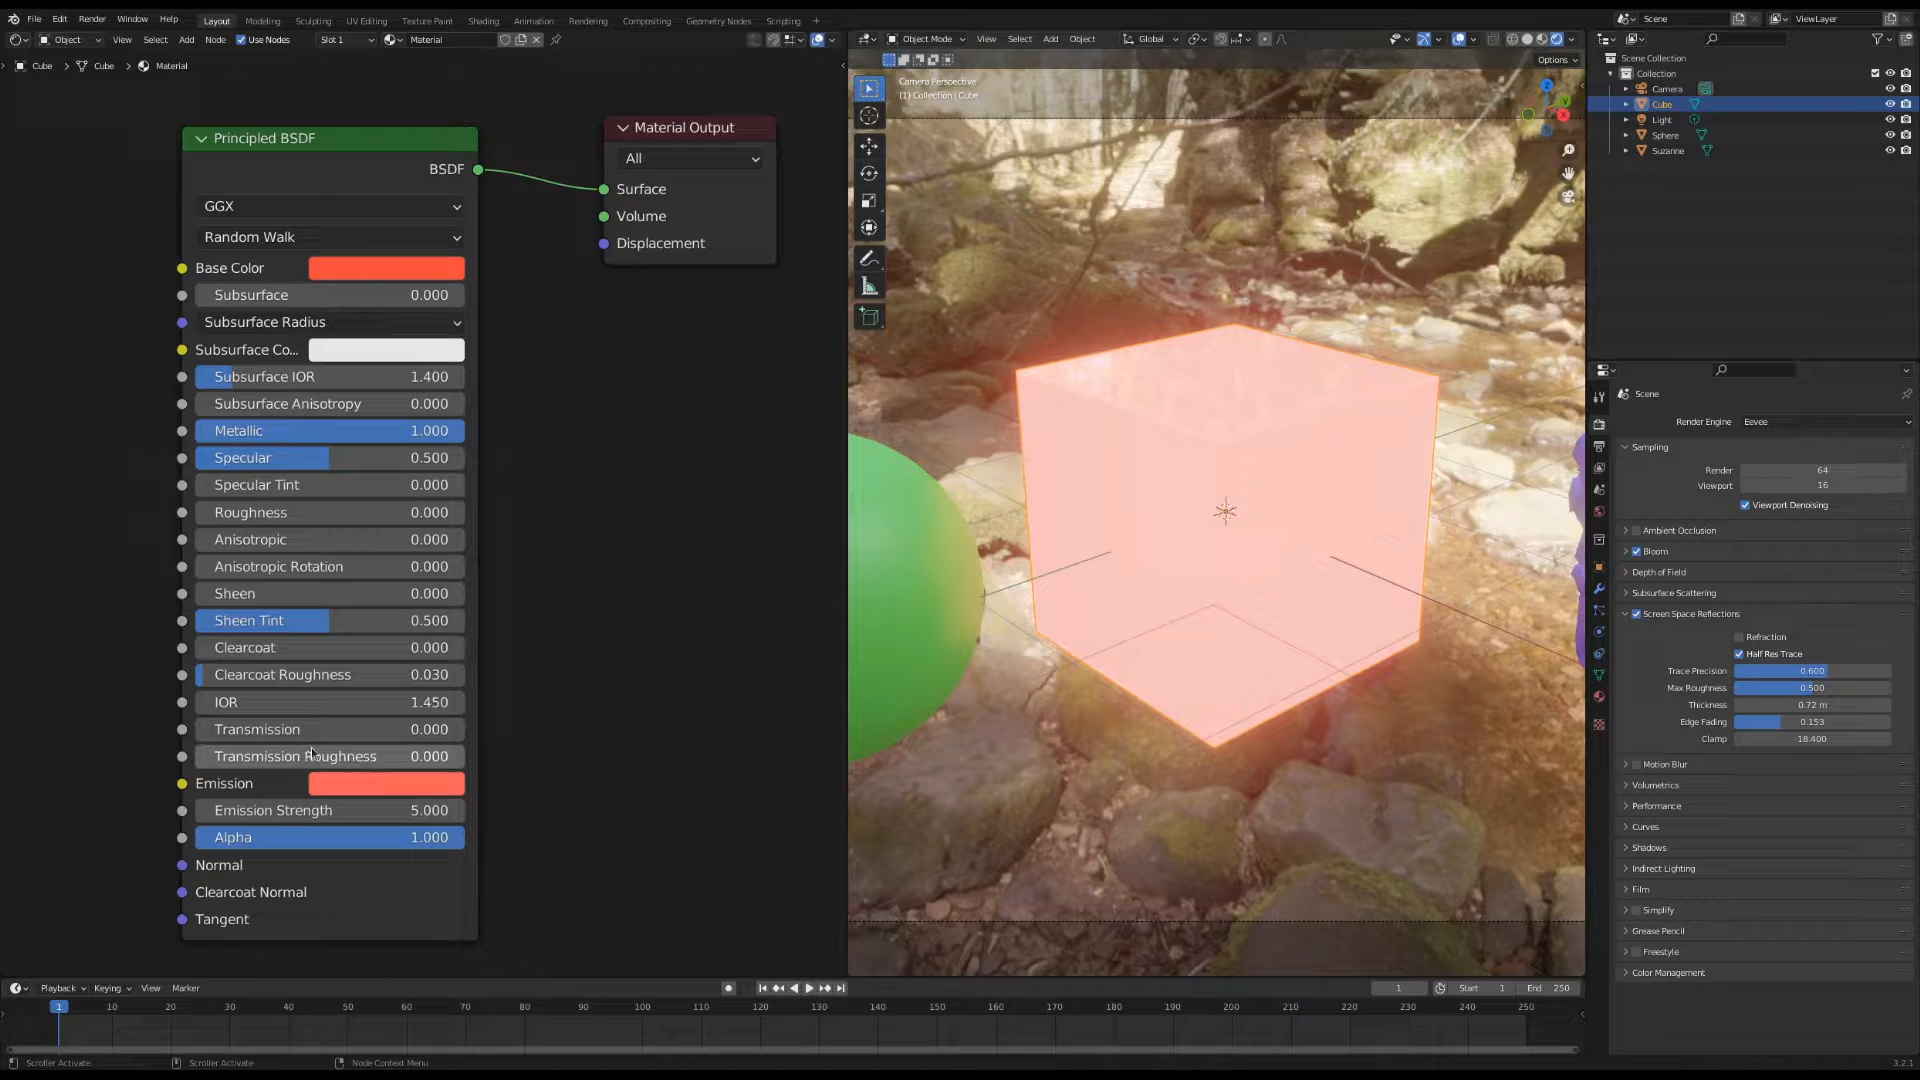 File Edit Render Window Help Layout Modeling Sculpting UV Editing Texture Paint Shading Animation Rendering Compositing Geometry Nodes Scripting + Scene ViewLayer
Object View Select Add Node Use Nodes Slot 1 Material Object Mode View Select Add Object Global
Options
Cube > Cube > Material
Camera Perspective
(1) Collection | Cube
Principled BSDF
BSDF
GGX
Random Walk
Base Color
Subsurface 0.000
Subsurface Radius
Subsurface Co...
Subsurface IOR 1.400
Subsurface Anisotropy 0.000
Metallic 1.000
Specular 0.500
Specular Tint 0.000
Roughness 0.000
Anisotropic 0.000
Anisotropic Rotation 0.000
Sheen 0.000
Sheen Tint 0.500
Clearcoat 0.000
Clearcoat Roughness 0.030
IOR 1.450
Transmission 0.000
Transmission Roughness 0.000
Emission
Emission Strength 5.000
Alpha 1.000
Normal
Clearcoat Normal
Tangent
Material Output
All
Surface
Volume
Displacement
Z
Y
X
Scene Collection
Collection
Camera
Cube
Light
Sphere
Suzanne
Scene
Render Engine Eevee
Sampling
Render 64
Viewport 16
Viewport Denoising
Ambient Occlusion
Bloom
Depth of Field
Subsurface Scattering
Screen Space Reflections
Refraction
Half Res Trace
Trace Precision 0.600
Max Roughness 0.500
Thickness 0.72 m
Edge Fading 0.153
Clamp 18.400
Motion Blur
Volumetrics
Performance
Curves
Shadows
Indirect Lighting
Film
Simplify
Grease Pencil
Freestyle
Color Management
Playback Keying View Marker 1 Start 1 End 250
1 10 20 30 40 50 60 70 80 90 100 110 120 130 140 150 160 170 180 190 200 210 220 230 240 250
Scroller Activate Scroller Activate Node Context Menu 3.2.1